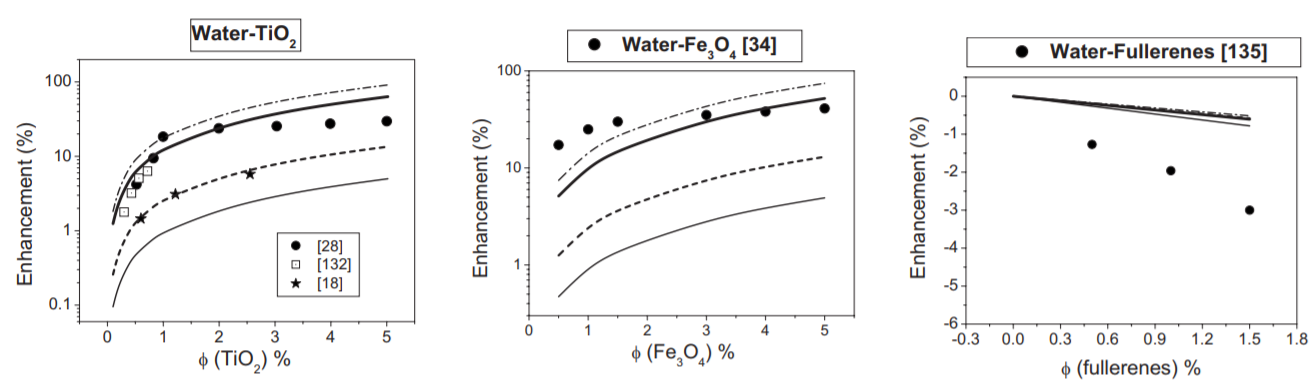 Water-TiO2
Enhancement (%)
100
10
1
0.1
[28]
[132]
[18]
0 1 2 3 4 5
ϕ (TiO2) %
Water-Fe3O4 [34]
Enhancement (%)
100
10
1
0 1 2 3 4 5
ϕ (Fe3O4) %
Water-Fullerenes [135]
Enhancement (%)
0
-1
-2
-3
-4
-5
-6
-0.3 0.0 0.3 0.6 0.9 1.2 1.5 1.8
ϕ (fullerenes) %